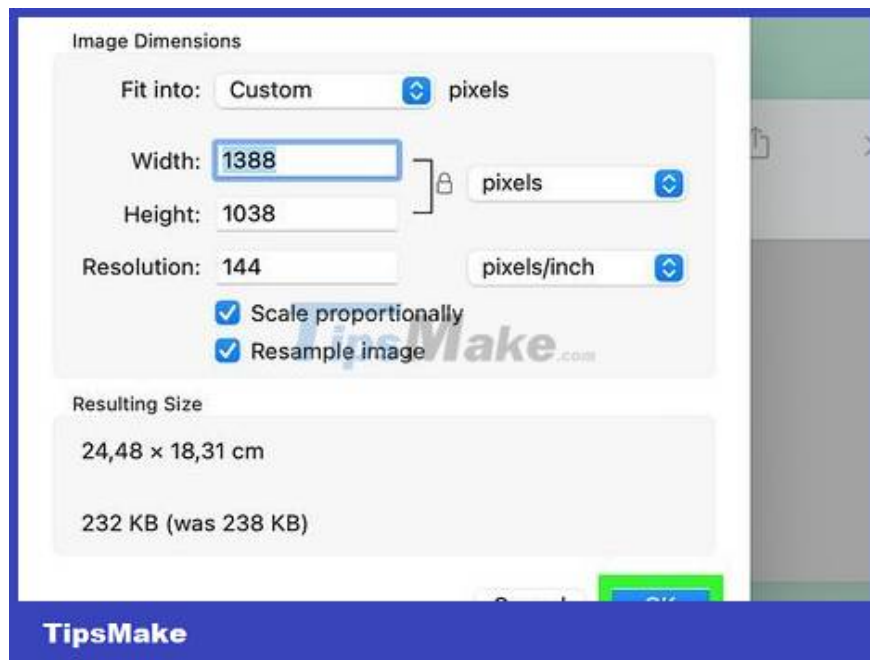 Image Dimensions
Fit into: Custom pixels
Width: 1388
pixels
Height: 1038
Resolution: 144 pixels/inch
Scale proportionally
Resample image
TipsMake.com
Resulting Size
24,48 × 18,31 cm
232 KB (was 238 KB)
TipsMake